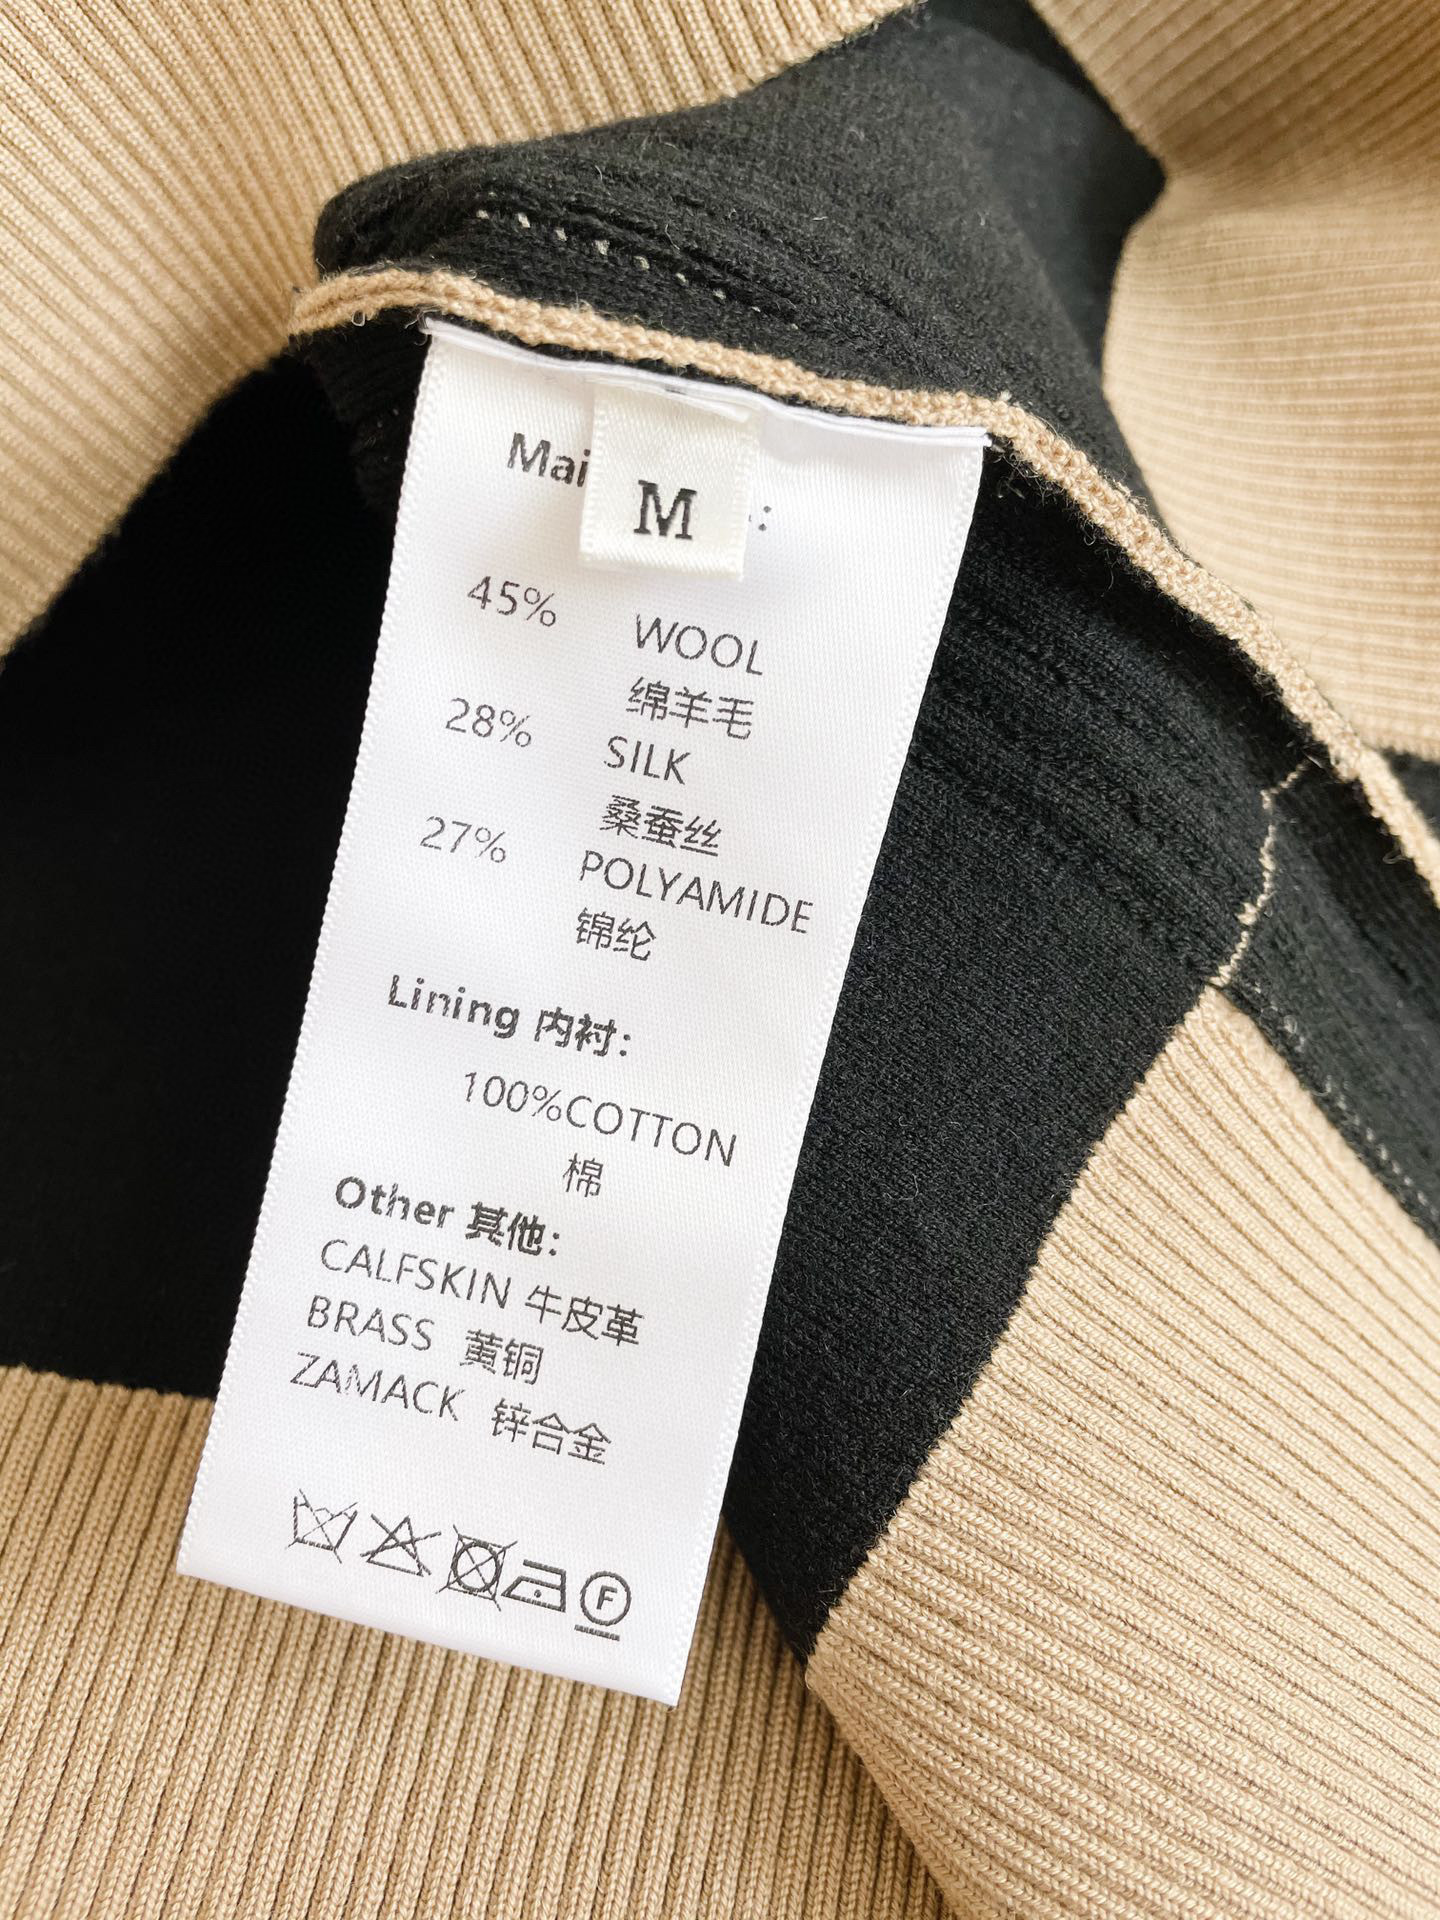 M
45% WOOL
绵羊毛
28% SILK
桑蚕丝
27% POLYAMIDE
锦纶
Lining 内衬：
100%COTTON
棉
Other 其他：
CALFSKIN 牛皮革
BRASS 黄铜
ZAMACK 锌合金
F